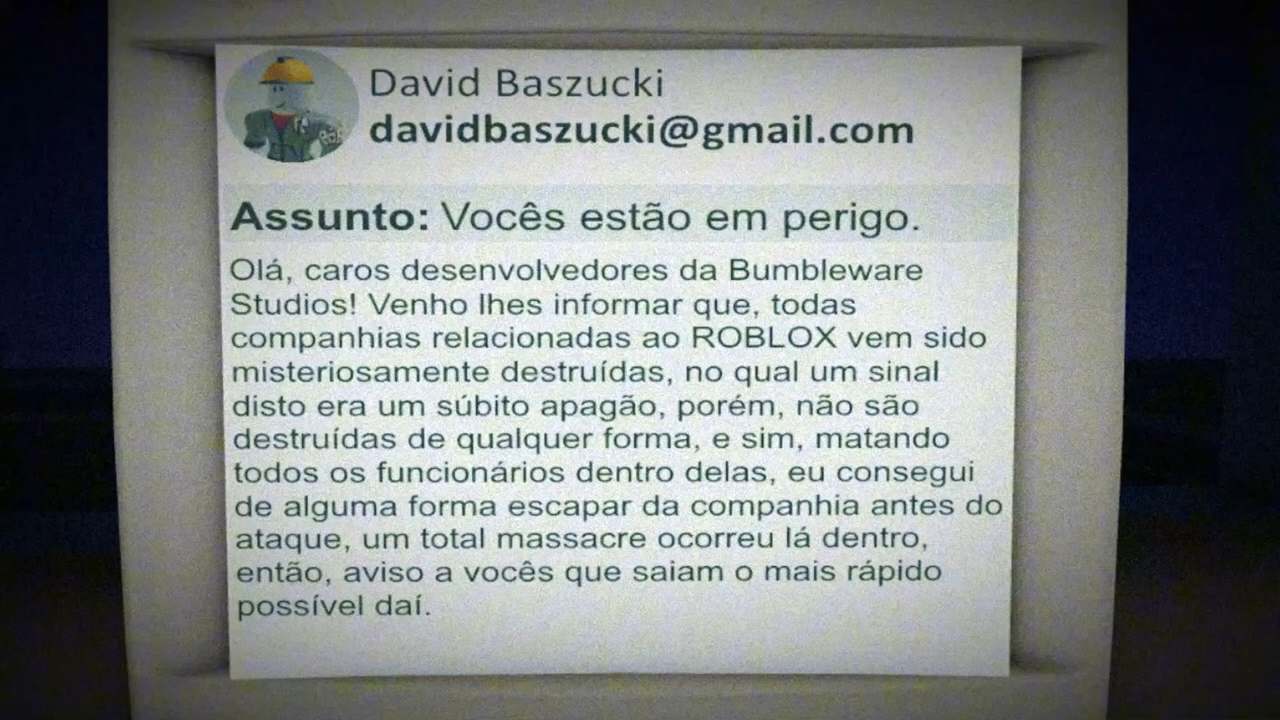 David Baszucki
davidbaszucki@gmail.com
Assunto: Vocês estão em perigo.
Olá, caros desenvolvedores da Bumbleware
Studios! Venho lhes informar que, todas
companhias relacionadas ao ROBLOX vem sido
misteriosamente destruídas, no qual um sinal
disto era um súbito apagão, porém, não são
destruídas de qualquer forma, e sim, matando
todos os funcionários dentro delas, eu consegui
de alguma forma escapar da companhia antes do
ataque, um total massacre ocorreu lá dentro,
então, aviso a vocês que saiam o mais rápido
possível daí.